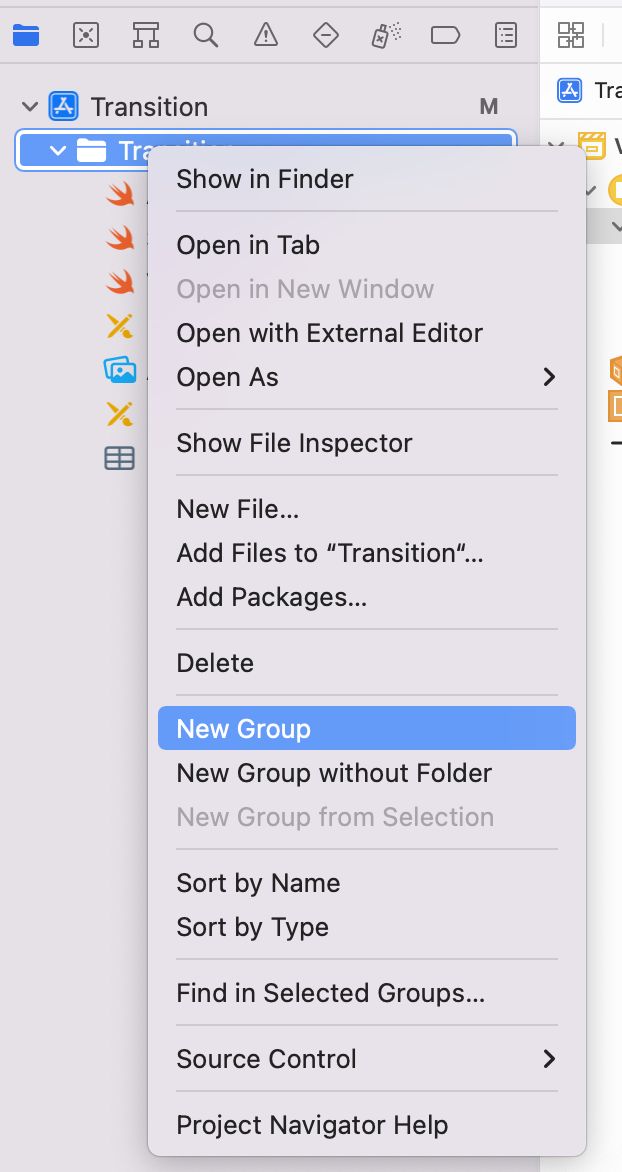 Transition
M
Show in Finder
Open in Tab
Open in New Window
Open with External Editor
Open As
Show File Inspector
New File...
Add Files to “Transition“...
Add Packages...
Delete
New Group
New Group without Folder
New Group from Selection
Sort by Name
Sort by Type
Find in Selected Groups...
Source Control
Project Navigator Help